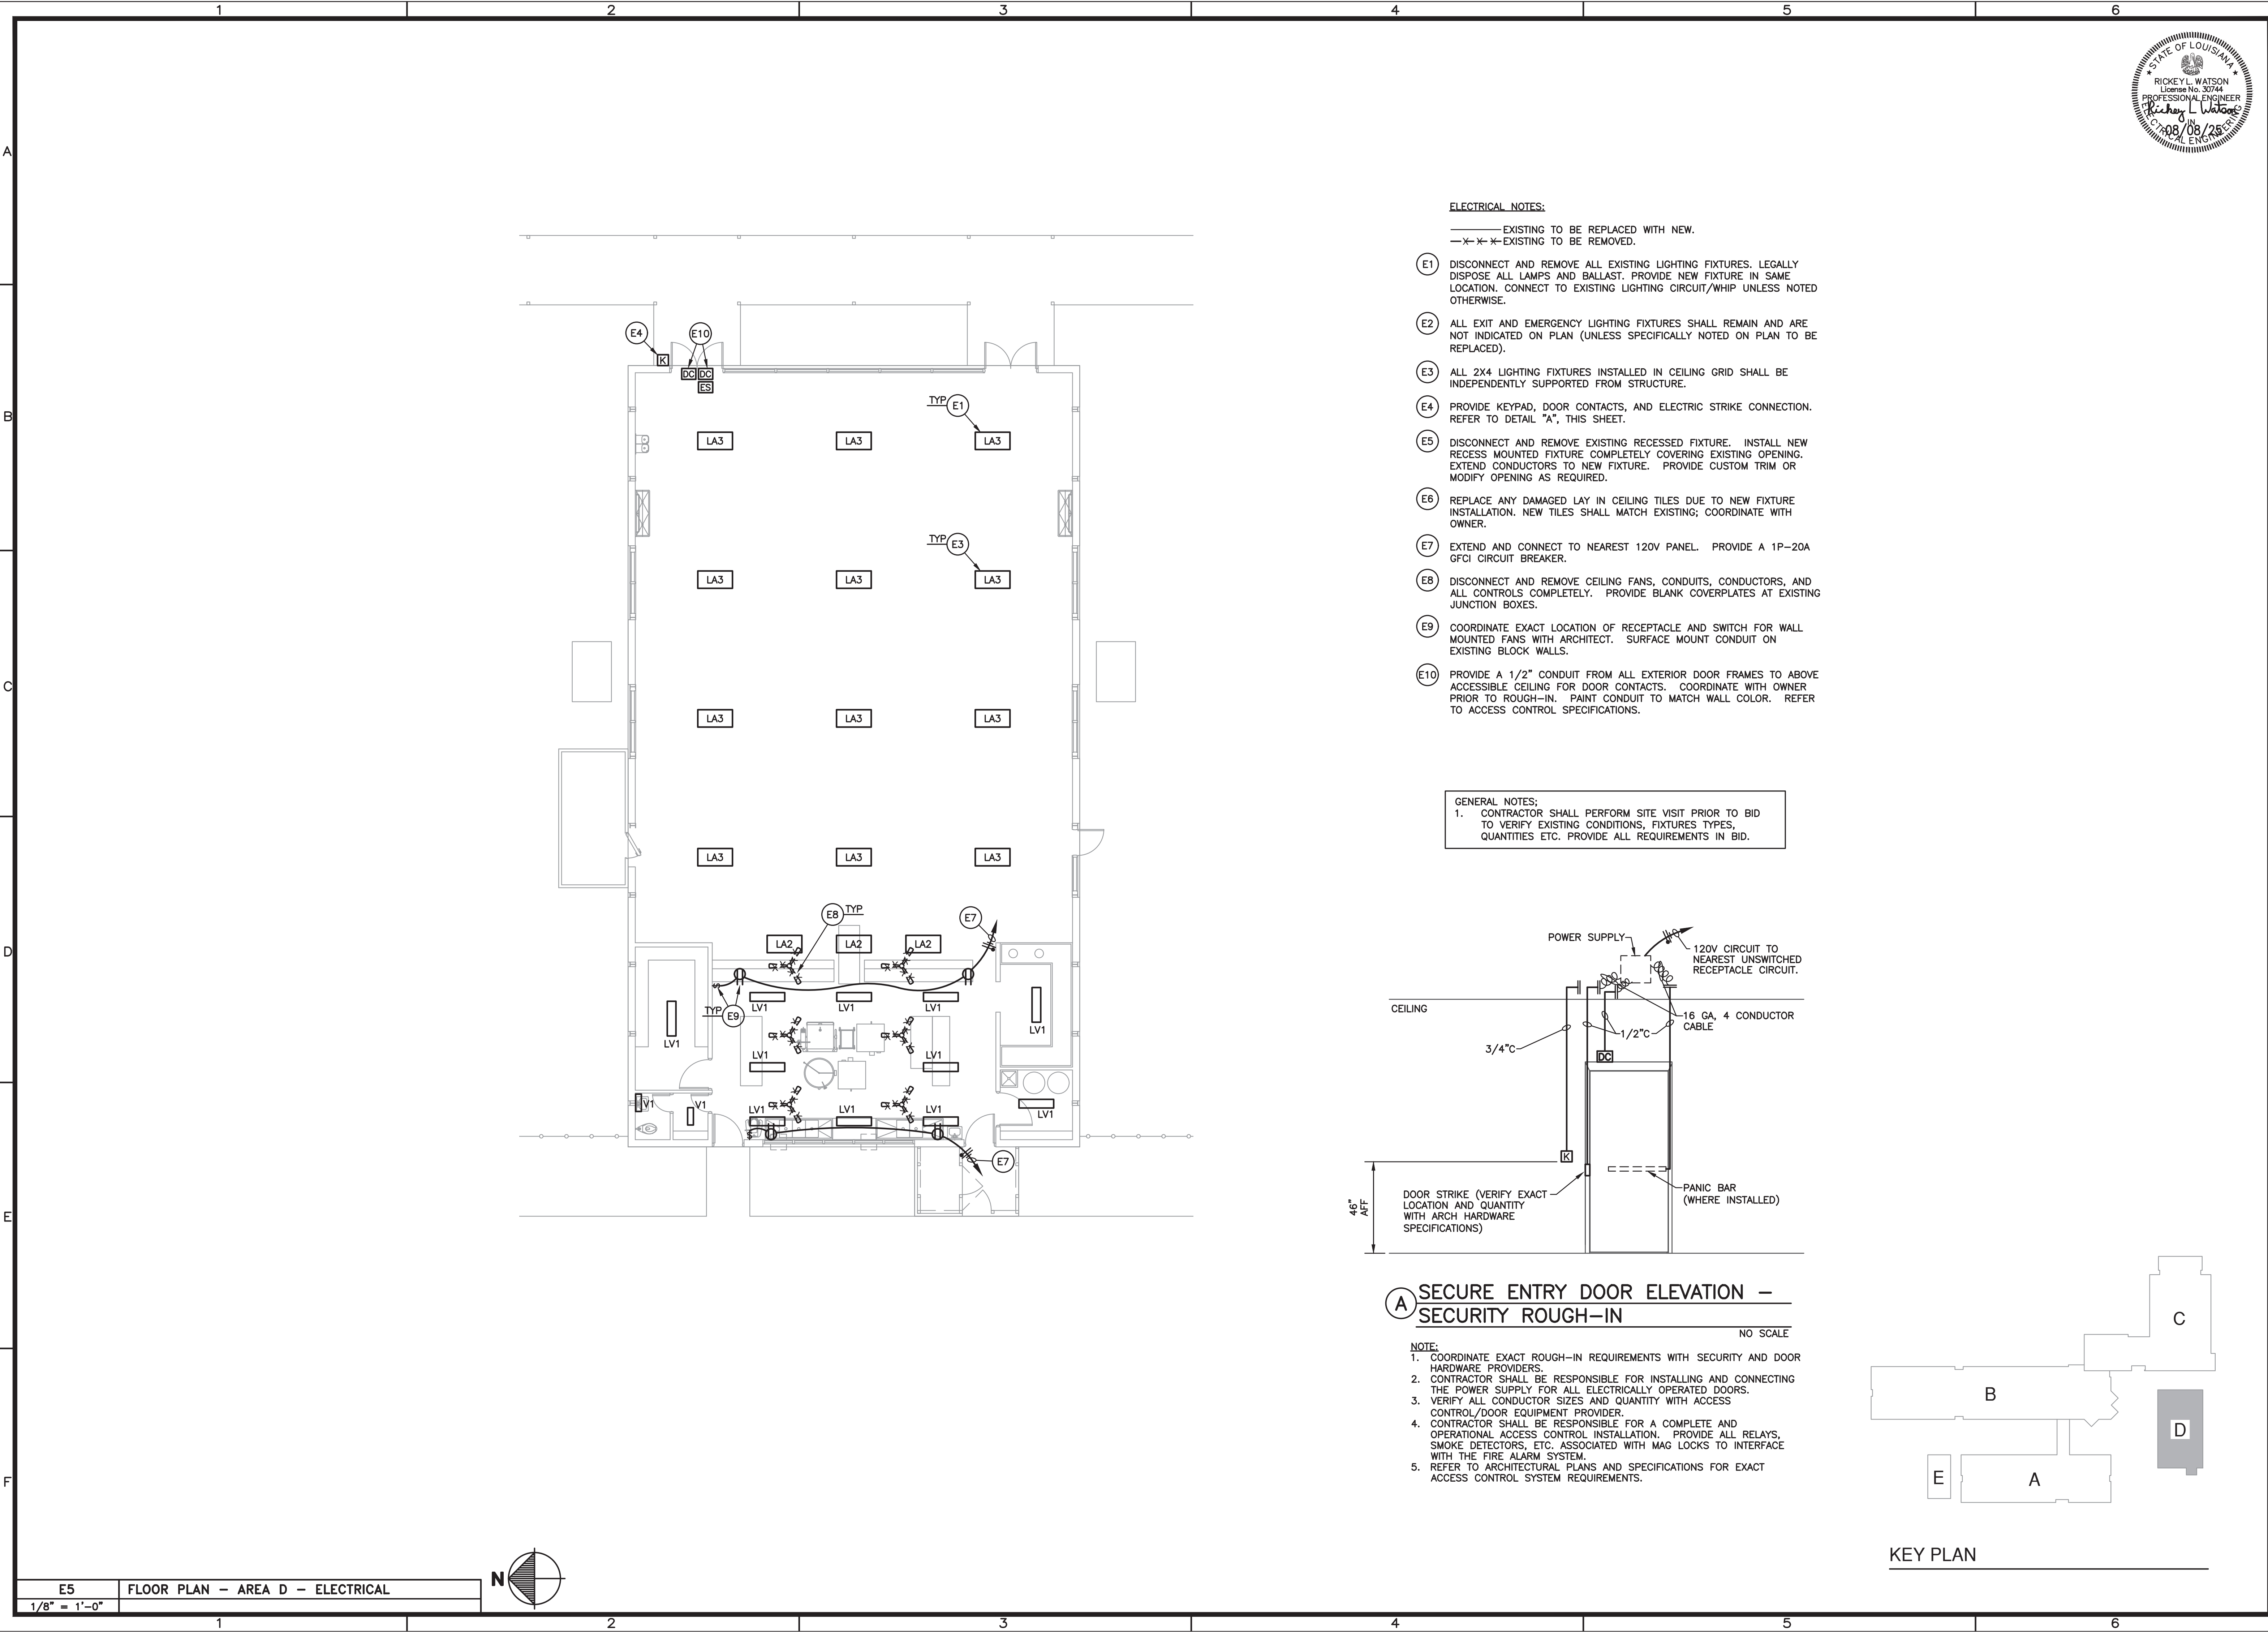 1 2 3 4 5 6
A
B
C
D
E
F
STATE OF LOUISIANA
RICKEY L. WATSON
License No. 30744
PROFESSIONAL ENGINEER
Rickey L Watson
IN
08/08/25
ELECTRICAL ENGINEERING
E4
E10
K
DC DC
ES
TYP E1
LA3 LA3 LA3
TYP E3
LA3 LA3 LA3
LA3 LA3 LA3
LA3 LA3 LA3
E8 TYP
E7
LA2 LA2 LA2
S
TYP E9
LV1 LV1 LV1
LV1
LV1
LV1 LV1
V1 V1
LV1 LV1 LV1
LV1
S
E7
ELECTRICAL NOTES:
EXISTING TO BE REPLACED WITH NEW.
EXISTING TO BE REMOVED.
E1 DISCONNECT AND REMOVE ALL EXISTING LIGHTING FIXTURES. LEGALLY
DISPOSE ALL LAMPS AND BALLAST. PROVIDE NEW FIXTURE IN SAME
LOCATION. CONNECT TO EXISTING LIGHTING CIRCUIT/WHIP UNLESS NOTED
OTHERWISE.
E2 ALL EXIT AND EMERGENCY LIGHTING FIXTURES SHALL REMAIN AND ARE
NOT INDICATED ON PLAN (UNLESS SPECIFICALLY NOTED ON PLAN TO BE
REPLACED).
E3 ALL 2X4 LIGHTING FIXTURES INSTALLED IN CEILING GRID SHALL BE
INDEPENDENTLY SUPPORTED FROM STRUCTURE.
E4 PROVIDE KEYPAD, DOOR CONTACTS, AND ELECTRIC STRIKE CONNECTION.
REFER TO DETAIL "A", THIS SHEET.
E5 DISCONNECT AND REMOVE EXISTING RECESSED FIXTURE. INSTALL NEW
RECESS MOUNTED FIXTURE COMPLETELY COVERING EXISTING OPENING.
EXTEND CONDUCTORS TO NEW FIXTURE. PROVIDE CUSTOM TRIM OR
MODIFY OPENING AS REQUIRED.
E6 REPLACE ANY DAMAGED LAY IN CEILING TILES DUE TO NEW FIXTURE
INSTALLATION. NEW TILES SHALL MATCH EXISTING; COORDINATE WITH
OWNER.
E7 EXTEND AND CONNECT TO NEAREST 120V PANEL. PROVIDE A 1P-20A
GFCI CIRCUIT BREAKER.
E8 DISCONNECT AND REMOVE CEILING FANS, CONDUITS, CONDUCTORS, AND
ALL CONTROLS COMPLETELY. PROVIDE BLANK COVERPLATES AT EXISTING
JUNCTION BOXES.
E9 COORDINATE EXACT LOCATION OF RECEPTACLE AND SWITCH FOR WALL
MOUNTED FANS WITH ARCHITECT. SURFACE MOUNT CONDUIT ON
EXISTING BLOCK WALLS.
E10 PROVIDE A 1/2" CONDUIT FROM ALL EXTERIOR DOOR FRAMES TO ABOVE
ACCESSIBLE CEILING FOR DOOR CONTACTS. COORDINATE WITH OWNER
PRIOR TO ROUGH-IN. PAINT CONDUIT TO MATCH WALL COLOR. REFER
TO ACCESS CONTROL SPECIFICATIONS.
GENERAL NOTES;
1. CONTRACTOR SHALL PERFORM SITE VISIT PRIOR TO BID
TO VERIFY EXISTING CONDITIONS, FIXTURES TYPES,
QUANTITIES ETC. PROVIDE ALL REQUIREMENTS IN BID.
POWER SUPPLY
120V CIRCUIT TO
NEAREST UNSWITCHED
RECEPTACLE CIRCUIT.
CEILING
16 GA, 4 CONDUCTOR
CABLE
1/2"C
3/4"C
DC
K
46"
AFF
DOOR STRIKE (VERIFY EXACT
LOCATION AND QUANTITY
WITH ARCH HARDWARE
SPECIFICATIONS)
PANIC BAR
(WHERE INSTALLED)
A SECURE ENTRY DOOR ELEVATION -
SECURITY ROUGH-IN
NO SCALE
NOTE:
1. COORDINATE EXACT ROUGH-IN REQUIREMENTS WITH SECURITY AND DOOR
HARDWARE PROVIDERS.
2. CONTRACTOR SHALL BE RESPONSIBLE FOR INSTALLING AND CONNECTING
THE POWER SUPPLY FOR ALL ELECTRICALLY OPERATED DOORS.
3. VERIFY ALL CONDUCTOR SIZES AND QUANTITY WITH ACCESS
CONTROL/DOOR EQUIPMENT PROVIDER.
4. CONTRACTOR SHALL BE RESPONSIBLE FOR A COMPLETE AND
OPERATIONAL ACCESS CONTROL INSTALLATION. PROVIDE ALL RELAYS,
SMOKE DETECTORS, ETC. ASSOCIATED WITH MAG LOCKS TO INTERFACE
WITH THE FIRE ALARM SYSTEM.
5. REFER TO ARCHITECTURAL PLANS AND SPECIFICATIONS FOR EXACT
ACCESS CONTROL SYSTEM REQUIREMENTS.
C
B
D
E
A
KEY PLAN
N
E5 FLOOR PLAN - AREA D - ELECTRICAL
1/8" = 1'-0"
1 2 3 4 5 6